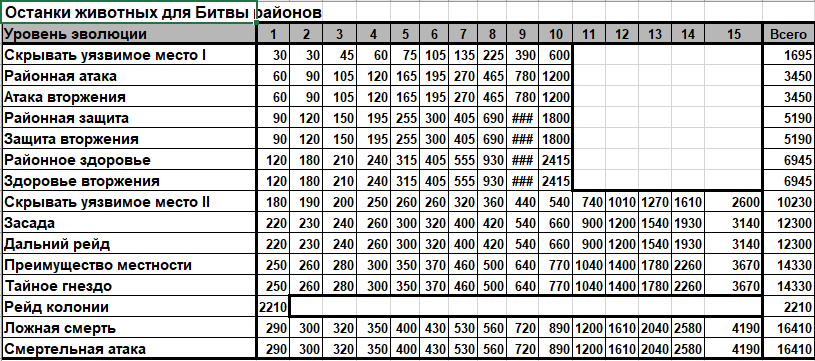 Останки животных для Битвы районов
Уровень эволюции 1 2 3 4 5 6 7 8 9 10 11 12 13 14 15 Всего
Скрывать уязвимое место I 30 30 45 60 75 105 135 225 390 600 1695
Районная атака 60 90 105 120 165 195 270 465 780 1200 3450
Атака вторжения 60 90 105 120 165 195 270 465 780 1200 3450
Районная защита 90 120 150 195 255 300 405 690 ### 1800 5190
Защита вторжения 90 120 150 195 255 300 405 690 ### 1800 5190
Районное здоровье 120 180 210 240 315 405 555 930 ### 2415 6945
Здоровье вторжения 120 180 210 240 315 405 555 930 ### 2415 6945
Скрывать уязвимое место II 180 190 200 250 260 260 320 360 440 540 740 1010 1270 1610 2600 10230
Засада 220 230 240 260 300 320 400 420 540 660 900 1200 1540 1930 3140 12300
Дальний рейд 220 230 240 260 300 320 400 420 540 660 900 1200 1540 1930 3140 12300
Преимущество местности 250 260 280 300 350 370 460 500 640 770 1040 1400 1780 2260 3670 14330
Тайное гнездо 250 260 280 300 350 370 460 500 640 770 1040 1400 1780 2260 3670 14330
Рейд колонии 2210 2210
Ложная смерть 290 300 320 350 400 430 530 560 720 890 1200 1610 2040 2580 4190 16410
Смертельная атака 290 300 320 350 400 430 530 560 720 890 1200 1610 2040 2580 4190 16410